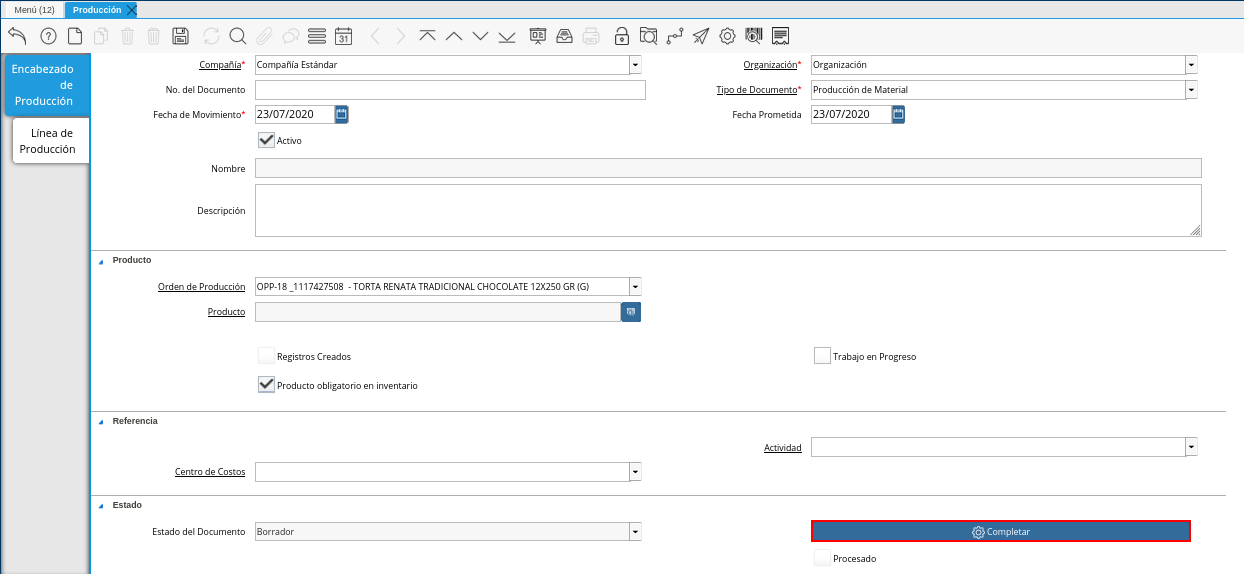 Menú (12) Producción
31
Encabezado
de
Producción
Línea de
Producción
Compañía* Compañía Estándar Organización* Organización
No. del Documento Tipo de Documento* Producción de Material
Fecha de Movimiento* 23/07/2020 Fecha Prometida 23/07/2020
Activo
Nombre
Descripción
Producto
Orden de Producción OPP-18 _1117427508 - TORTA RENATA TRADICIONAL CHOCOLATE 12X250 GR (G)
Producto
Registros Creados Trabajo en Progreso
Producto obligatorio en inventario
Referencia
Actividad
Centro de Costos
Estado
Estado del Documento Borrador Completar
Procesado